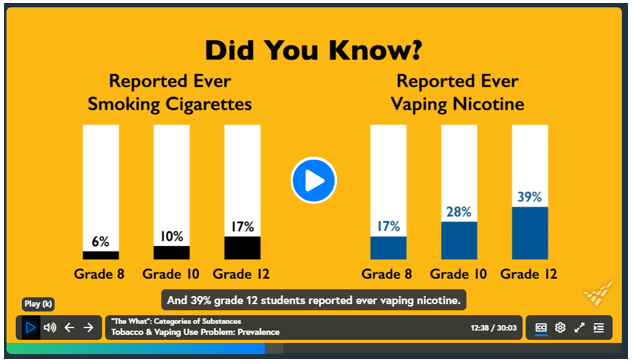 Did You Know?
Reported Ever
Smoking Cigarettes
6%
10%
17%
Grade 8
Grade 10
Grade 12
Reported Ever
Vaping Nicotine
17%
28%
39%
Grade 8
Grade 10
Grade 12
And 39% grade 12 students reported ever vaping nicotine.
Play (k)
"The What": Categories of Substances
Tobacco & Vaping Use Problem: Prevalence
12:38 / 30:03
CC